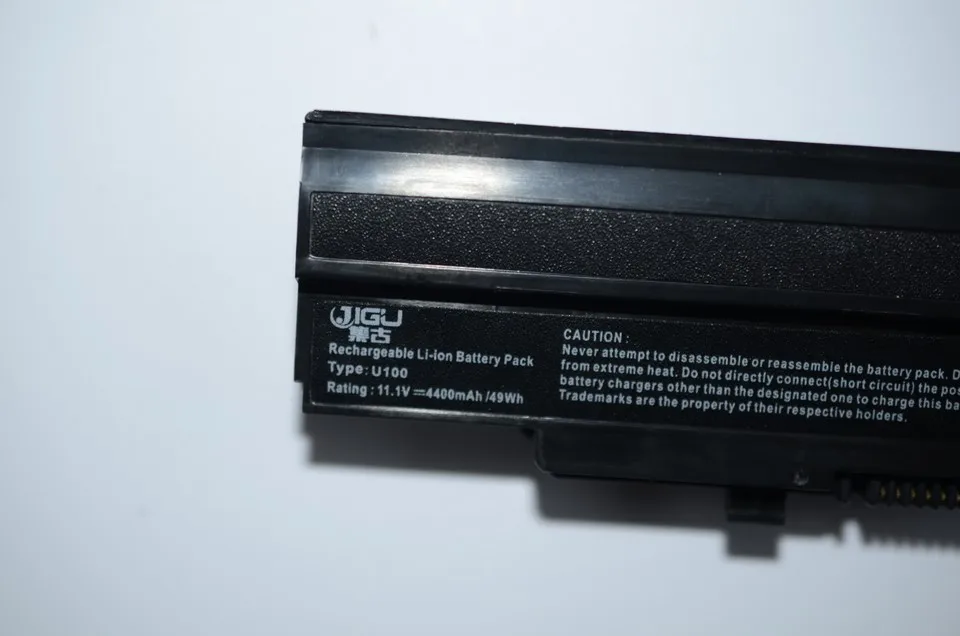 JIGU
集古
Rechargeable Li-ion Battery Pack
Type: U100
Rating : 11.1V⎓4400mAh /49Wh
CAUTION :
Never attempt to disassemble or reassemble the battery pack. D
from extreme heat. Do not directly connect(short circuit) the pos
battery chargers other than the designated one to charge this ba
Trademarks are the property of their respective holders.